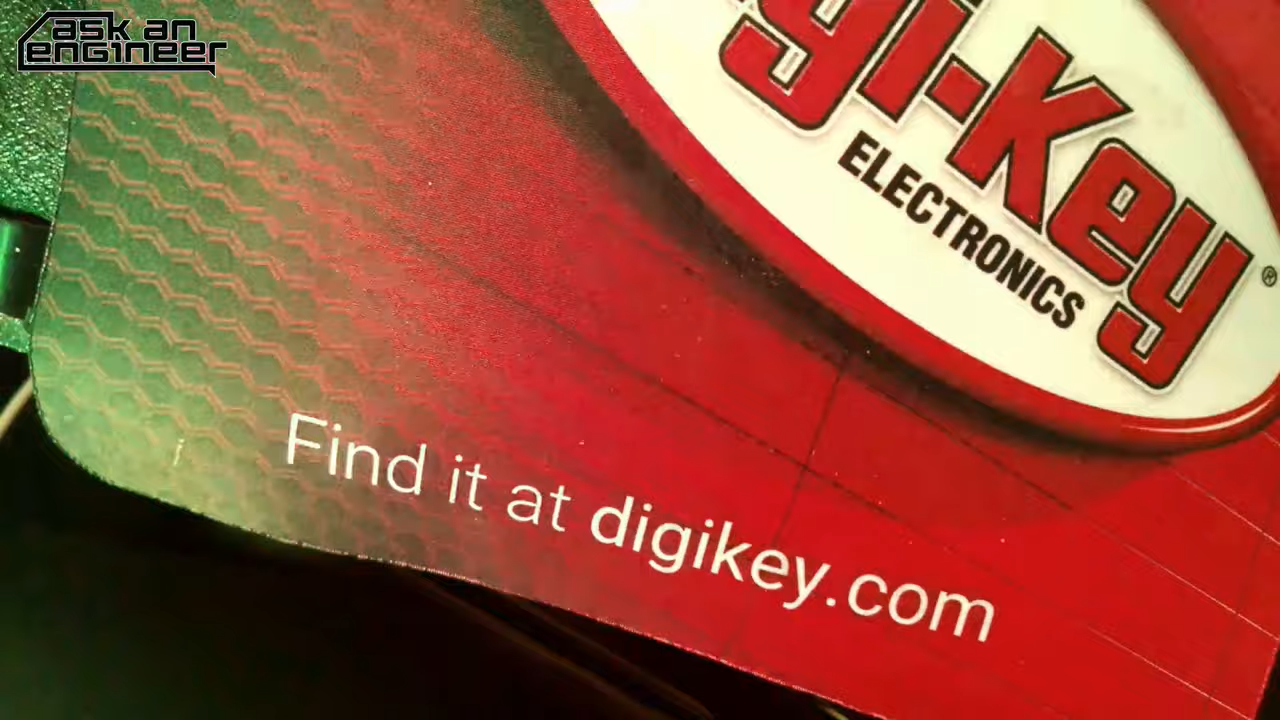 ask an
engineer
gi-Key
®
ELECTRONICS
Find it at digikey.com